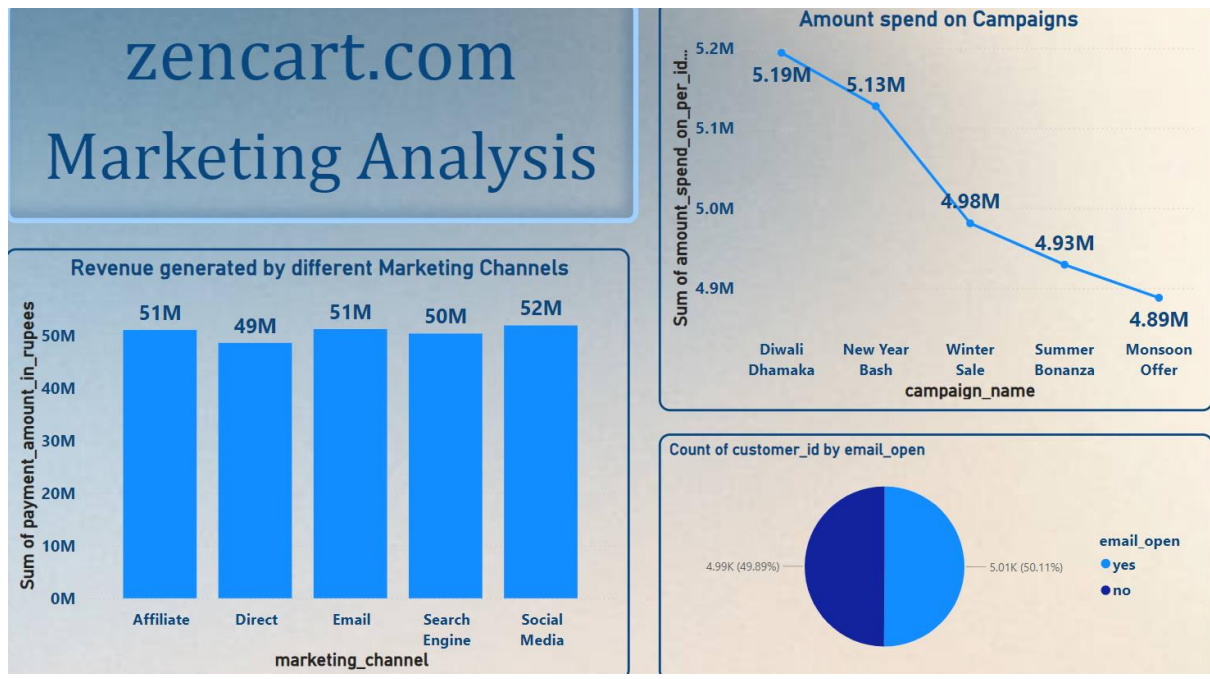 zencart.com
Marketing Analysis
Amount spend on Campaigns
Sum of amount_spend_on_per_id...
5.2M
5.1M
5.0M
4.9M
5.19M
5.13M
4.98M
4.93M
4.89M
Diwali
Dhamaka
New Year
Bash
Winter
Sale
Summer
Bonanza
Monsoon
Offer
campaign_name
Revenue generated by different Marketing Channels
Sum of payment_amount_in_rupees
50M
40M
30M
20M
10M
0M
51M
49M
51M
50M
52M
Affiliate
Direct
Email
Search
Engine
Social
Media
marketing_channel
Count of customer_id by email_open
4.99K (49.89%)
5.01K (50.11%)
email_open
yes
no